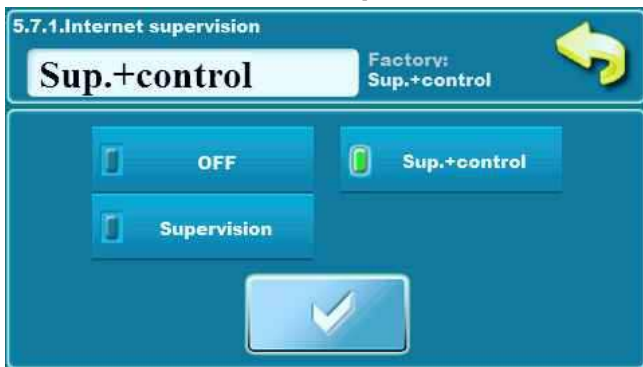 5.7.1.Internet supervision
Sup.+control
Factory:
Sup.+control
OFF
Sup.+control
Supervision